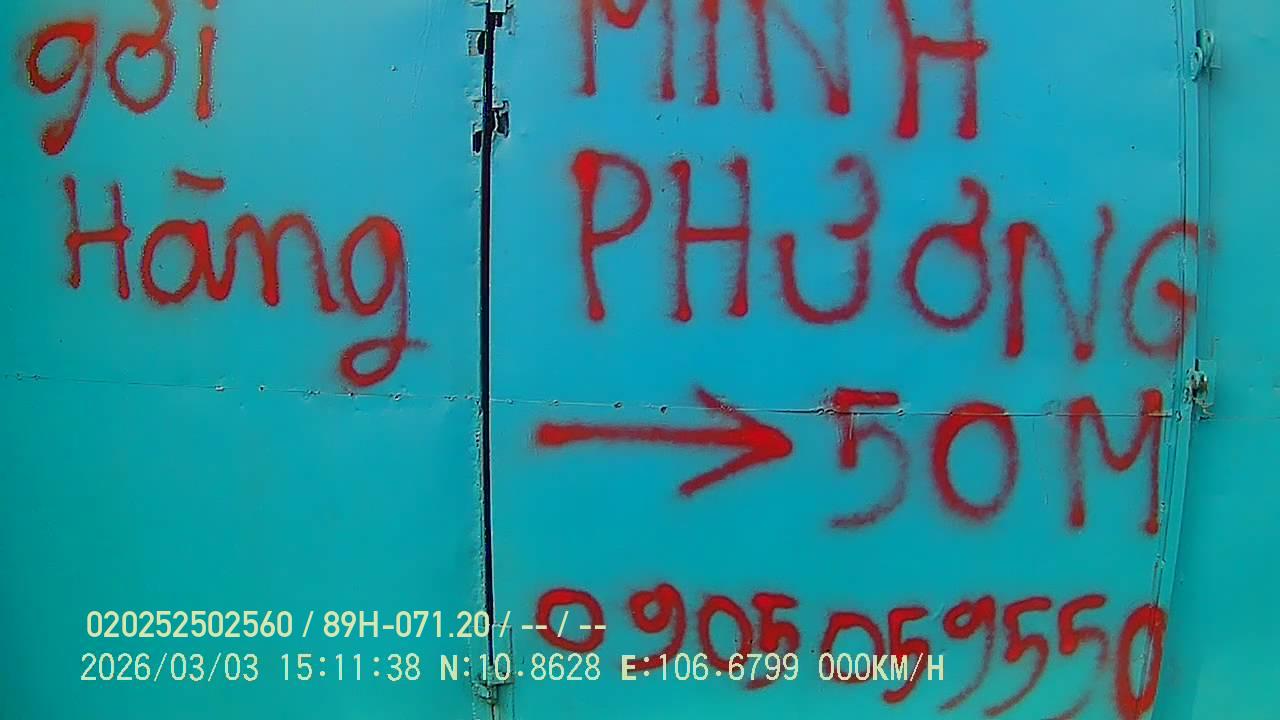 gởi
Hàng
MINH
PHƯƠNG
→ 50M
0905059550
020252502560 / 89H-071.20 / -- / --
2026/03/03 15:11:38 N:10.8628 E:106.6799 000KM/H